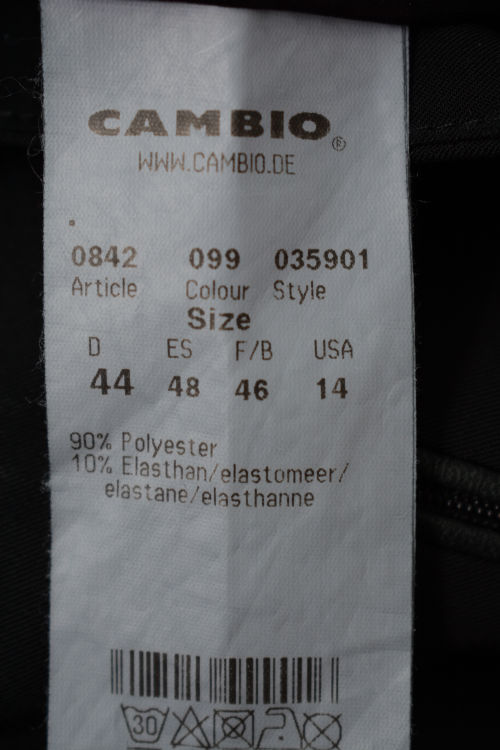 CAMBIO®
WWW.CAMBIO.DE
0842 099 035901
Article Colour Style
Size
D ES F/B USA
44 48 46 14
90% Polyester
10% Elasthan/elastomeer/
elastane/elasthanne
30